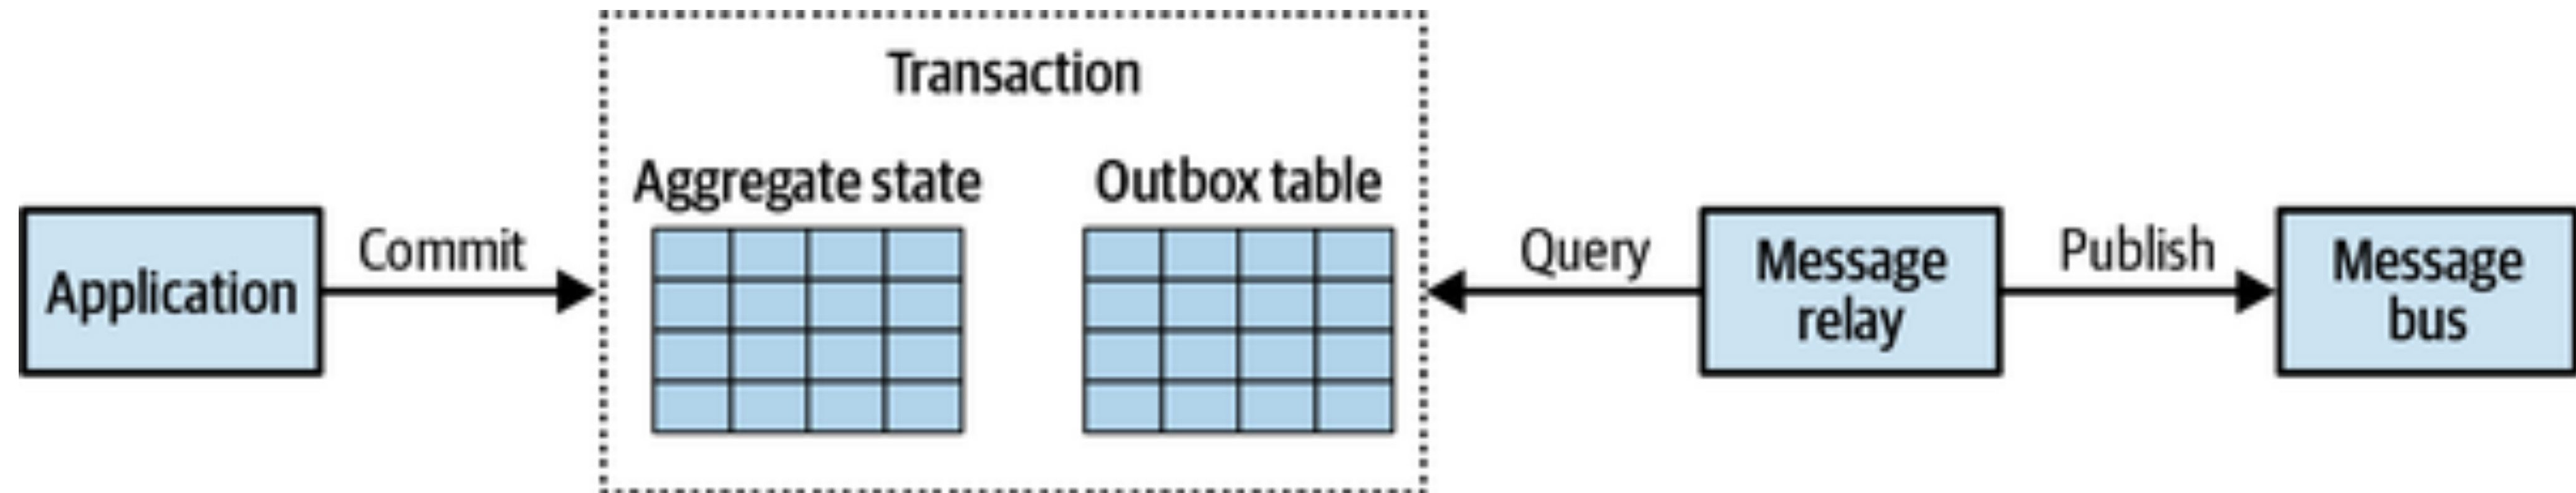 Transaction
Aggregate state
Outbox table
Application
Commit
Query
Message
relay
Publish
Message
bus